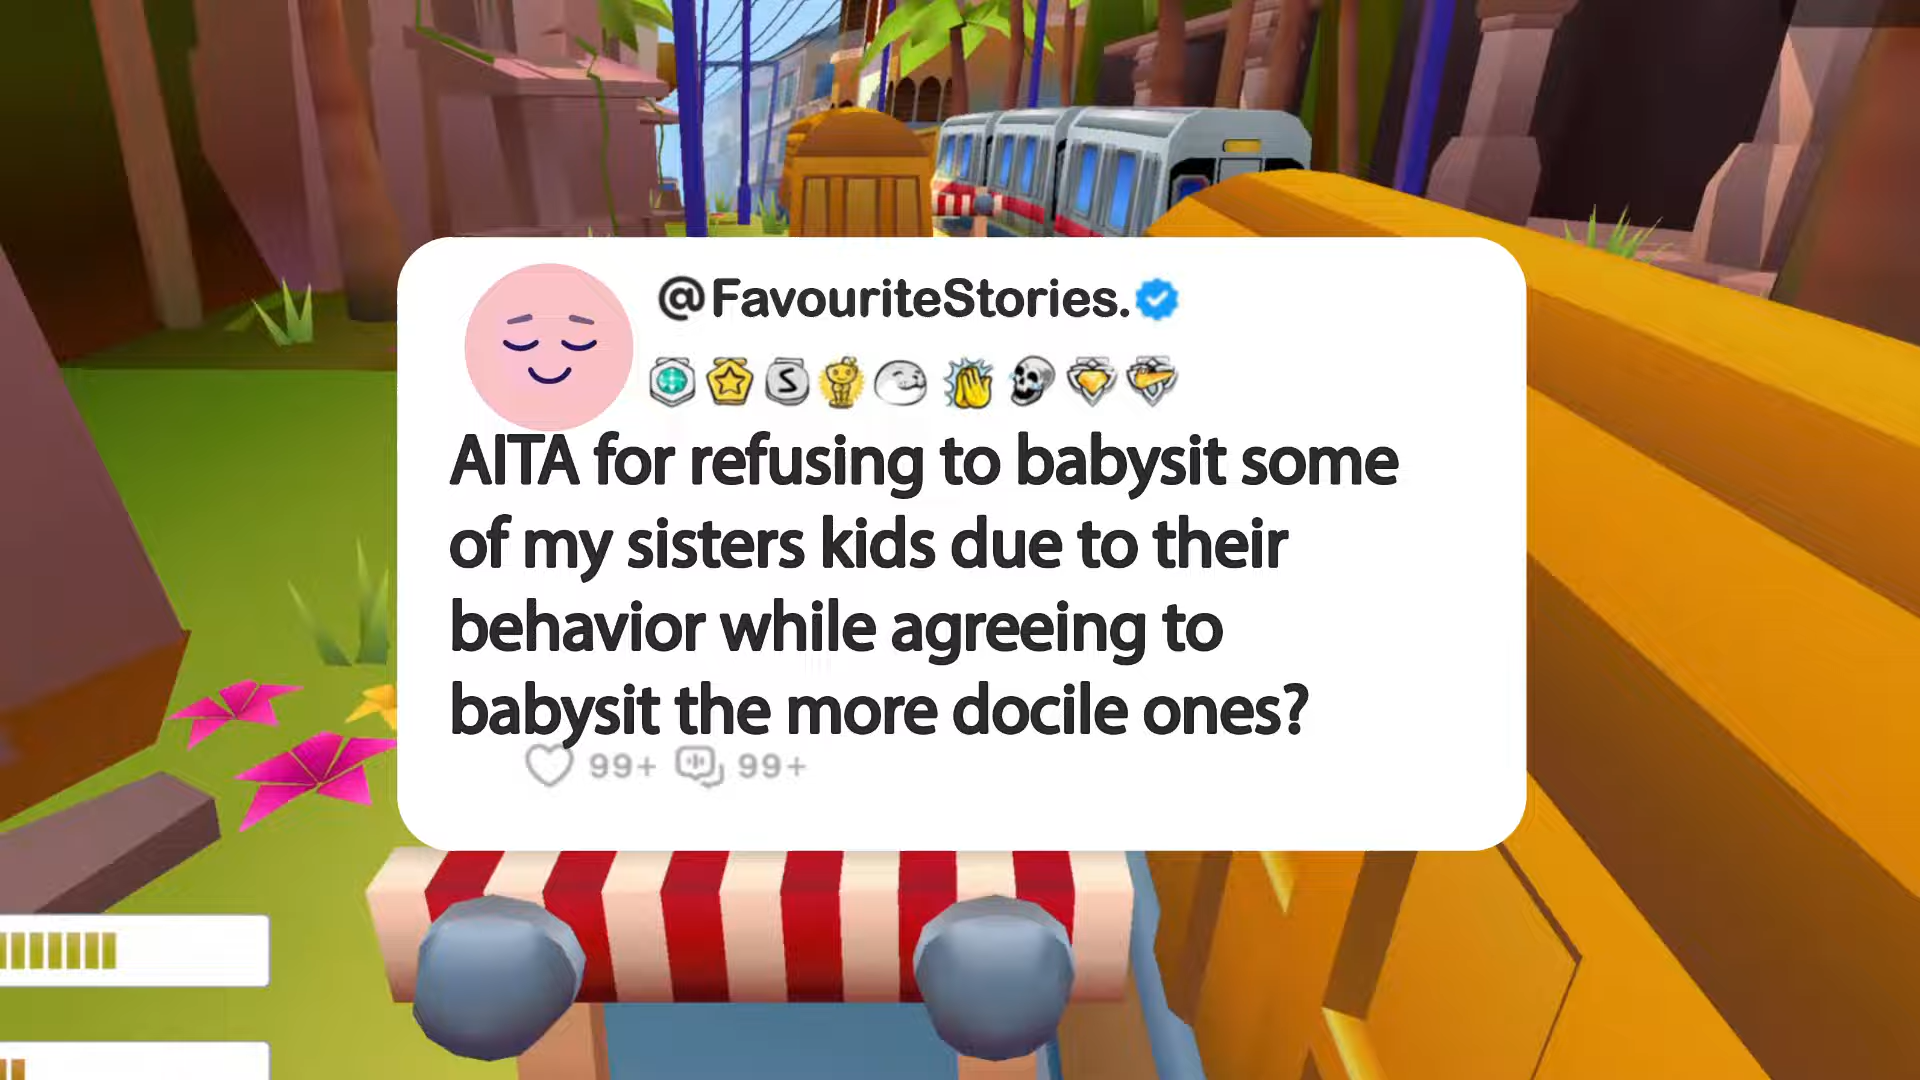 @FavouriteStories.
AITA for refusing to babysit some
of my sisters kids due to their
behavior while agreeing to
babysit the more docile ones?
99+ 99+